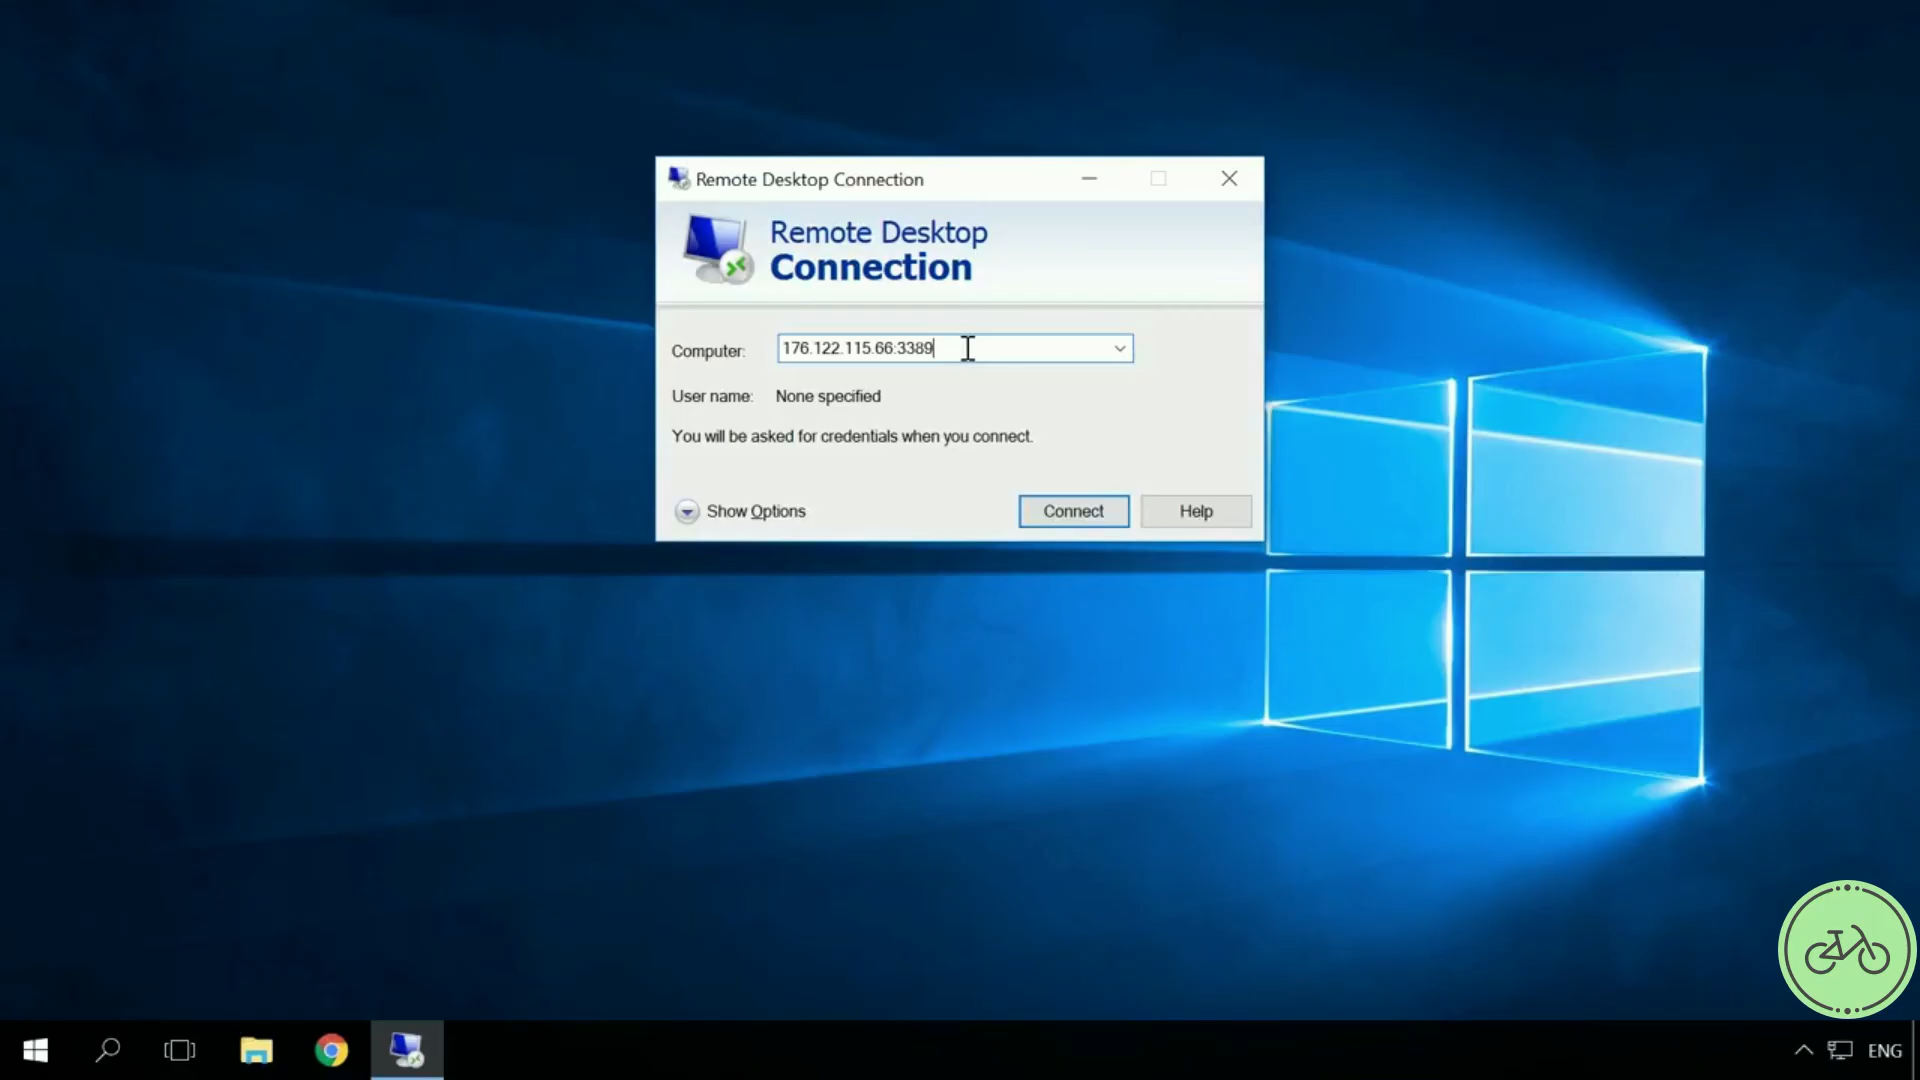 Remote Desktop Connection
Remote Desktop
Connection
Computer: 176.122.115.66:3389
User name: None specified
You will be asked for credentials when you connect.
Show Options Connect Help
ENG